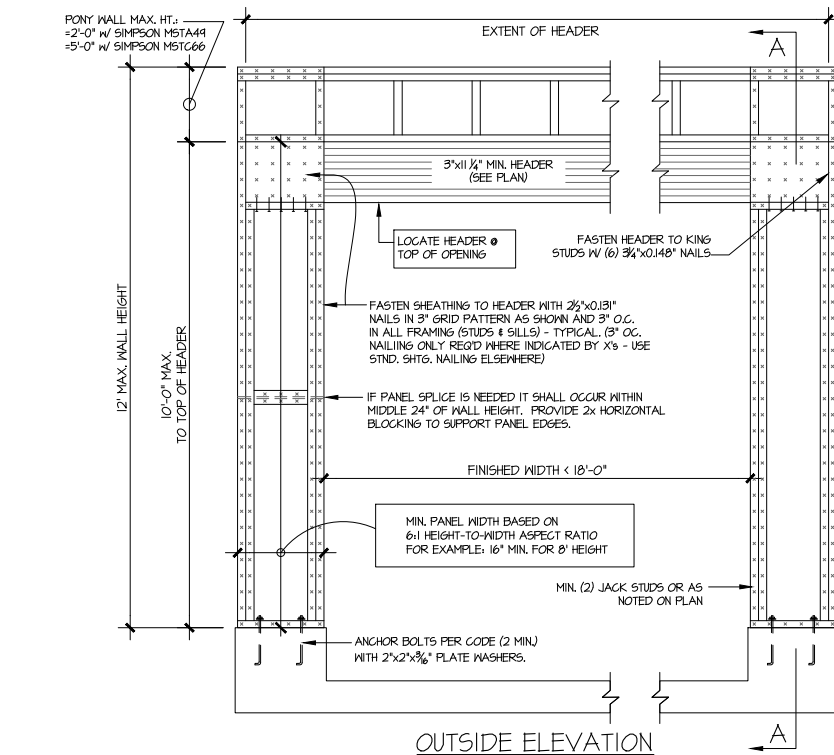 PONY WALL MAX. HT.:
=2'-0" W/ SIMPSON MSTA49
=5'-0" W/ SIMPSON MSTC66
EXTENT OF HEADER
A
3"x11 1/4" MIN. HEADER
(SEE PLAN)
LOCATE HEADER @
TOP OF OPENING
FASTEN HEADER TO KING
STUDS W/ (6) 3/4"x0.148" NAILS
FASTEN SHEATHING TO HEADER WITH 2 1/2"x0.131"
NAILS IN 3" GRID PATTERN AS SHOWN AND 3" O.C.
IN ALL FRAMING (STUDS & SILLS) - TYPICAL. (3" OC.
NAILIING ONLY REQ'D WHERE INDICATED BY X's - USE
STND. SHTG. NAILING ELSEWHERE)
12' MAX. WALL HEIGHT
10'-0" MAX.
TO TOP OF HEADER
IF PANEL SPLICE IS NEEDED IT SHALL OCCUR WITHIN
MIDDLE 24" OF WALL HEIGHT. PROVIDE 2x HORIZONTAL
BLOCKING TO SUPPORT PANEL EDGES.
FINISHED WIDTH < 18'-0"
MIN. PANEL WIDTH BASED ON
6:1 HEIGHT-TO-WIDTH ASPECT RATIO
FOR EXAMPLE: 16" MIN. FOR 8' HEIGHT
MIN. (2) JACK STUDS OR AS
NOTED ON PLAN
ANCHOR BOLTS PER CODE (2 MIN.)
WITH 2"x2"x3/16" PLATE WASHERS.
A
OUTSIDE ELEVATION